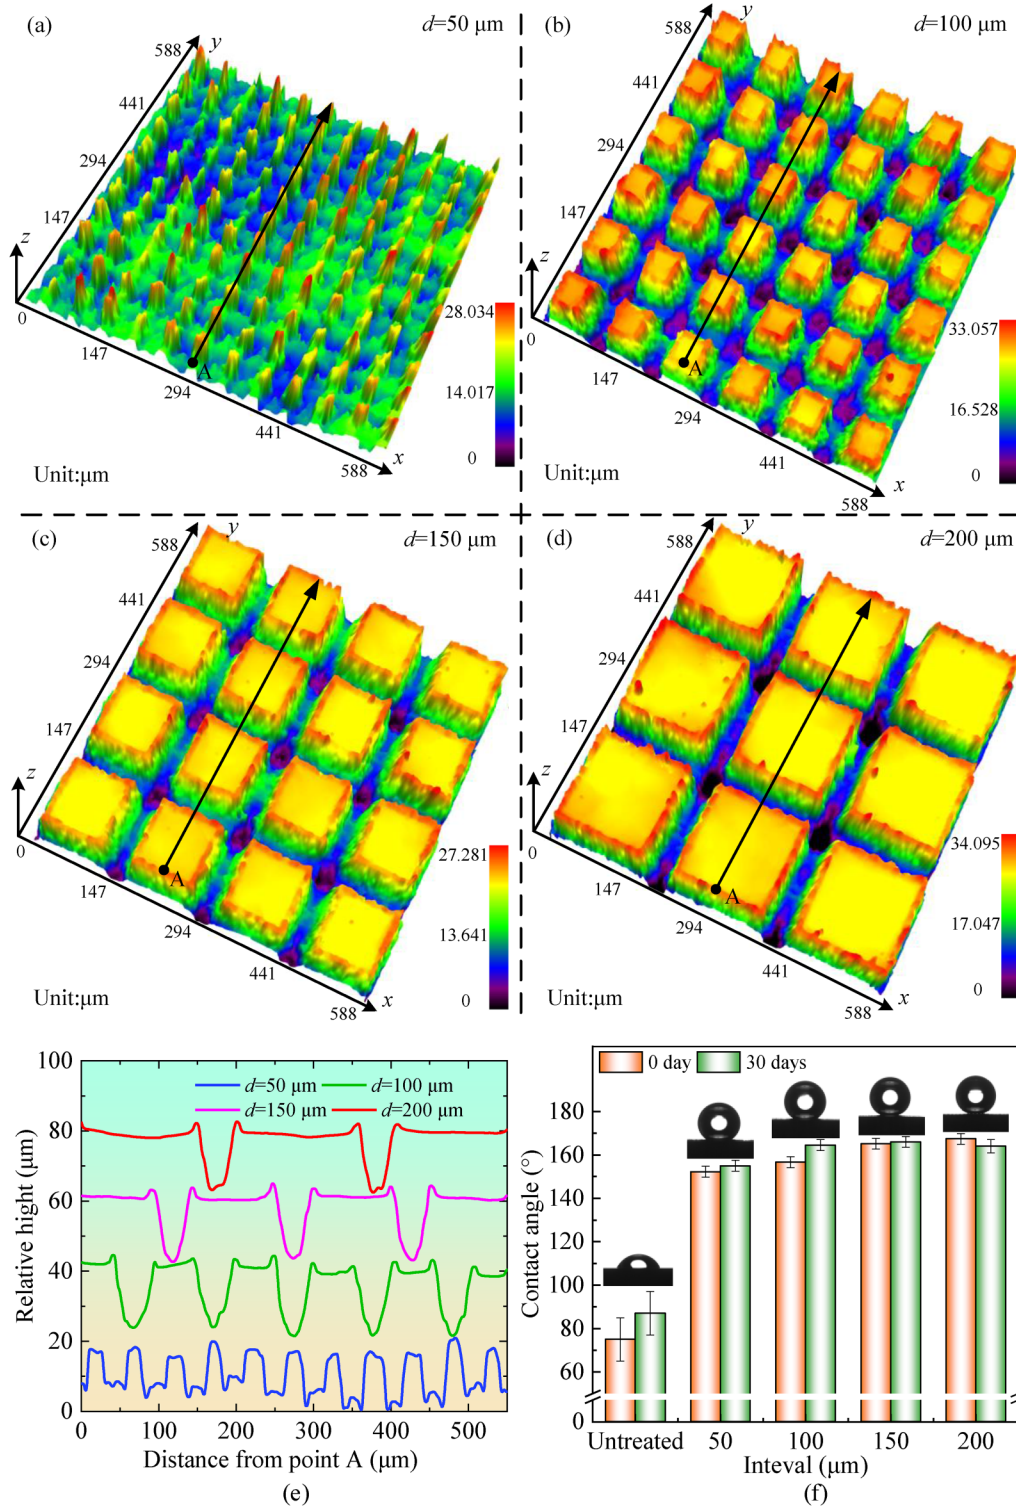 (a)
d=50 μm
y
588
441
294
147
z
0
A
147
294
441
588
x
28.034
14.017
0
Unit:μm
(b)
d=100 μm
y
588
441
294
147
z
0
A
147
294
441
588
x
33.057
16.528
0
Unit:μm
(c)
d=150 μm
y
588
441
294
147
z
0
A
147
294
441
588
x
27.281
13.641
0
Unit:μm
(d)
d=200 μm
y
588
441
294
147
z
0
A
147
294
441
588
x
34.095
17.047
0
Unit:μm
Relative hight (μm)
100
80
60
40
20
0
d=50 μm
d=100 μm
d=150 μm
d=200 μm
0
100
200
300
400
500
Distance from point A (μm)
(e)
Contact angle (°)
180
160
140
120
100
80
60
0
0 day
30 days
Untreated
50
100
150
200
Inteval (μm)
(f)